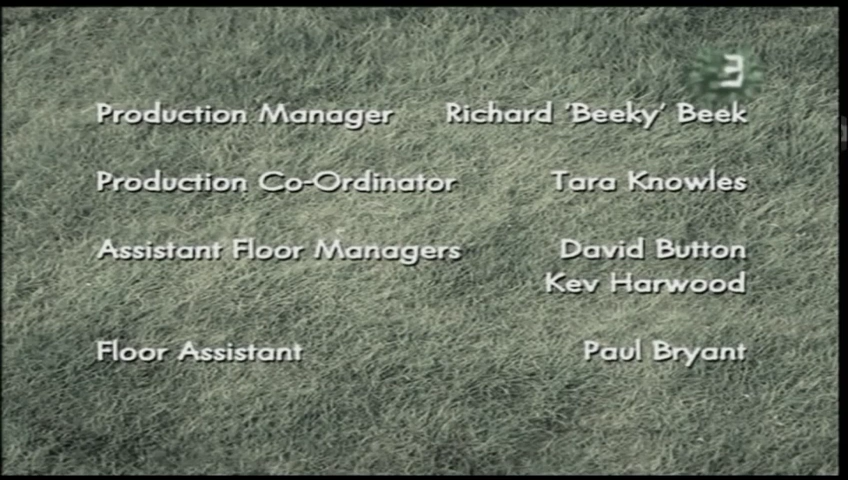 Production Manager Richard 'Beeky' Beek
Production Co-Ordinator Tara Knowles
Assistant Floor Managers David Button
Kev Harwood
Floor Assistant Paul Bryant